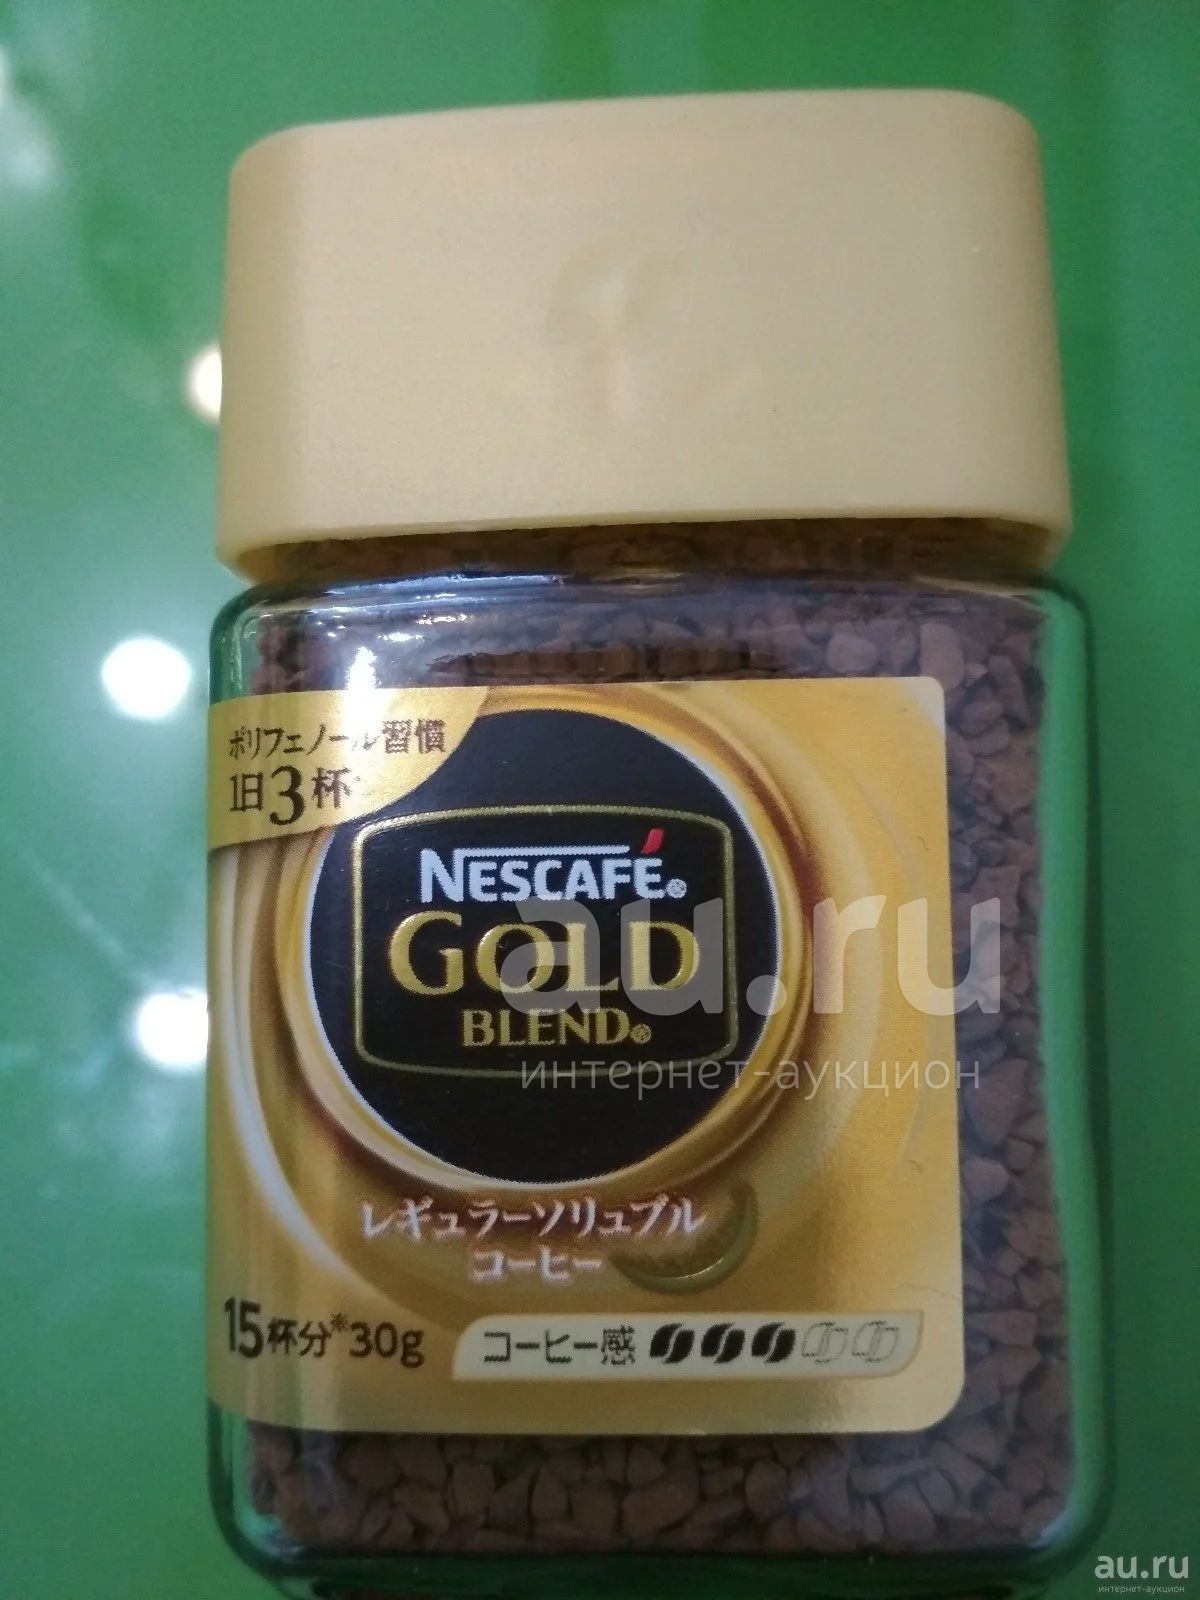 ポリフェノール習慣
1日3杯
NESCAFÉ®
GOLD
BLEND®
au.ru
интернет-аукцион
レギュラーソリュブル
コーヒー
15杯分※30g
コーヒー感
au.ru
интернет-аукцион